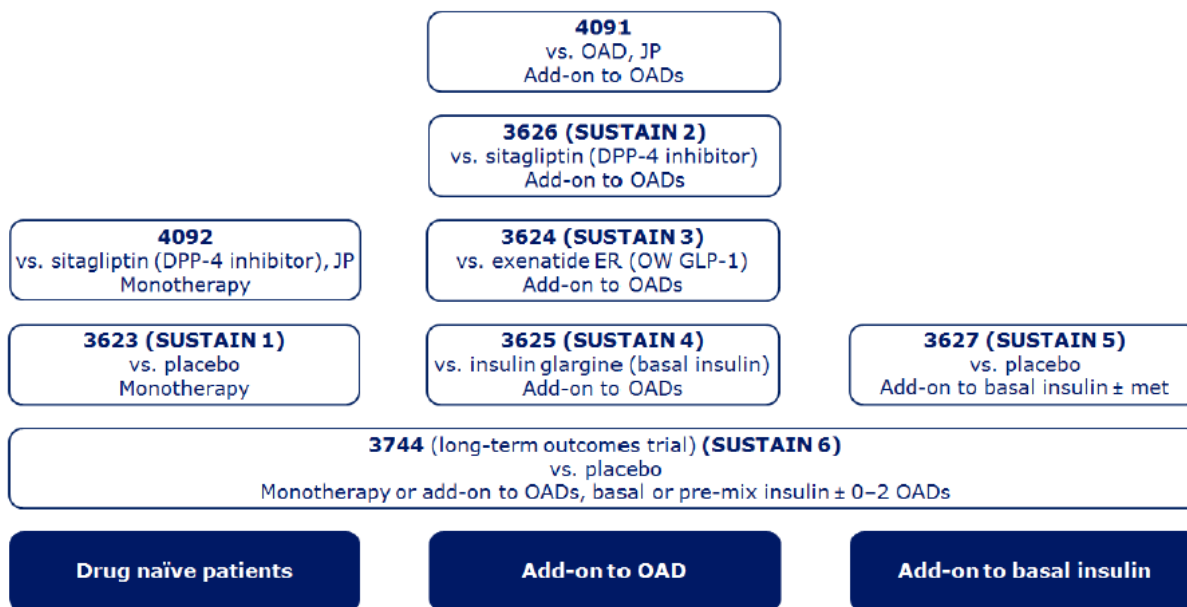 4091
vs. OAD, JP
Add-on to OADs
3626 (SUSTAIN 2)
vs. sitagliptin (DPP-4 inhibitor)
Add-on to OADs
4092
vs. sitagliptin (DPP-4 inhibitor), JP
Monotherapy
3624 (SUSTAIN 3)
vs. exenatide ER (OW GLP-1)
Add-on to OADs
3623 (SUSTAIN 1)
vs. placebo
Monotherapy
3625 (SUSTAIN 4)
vs. insulin glargine (basal insulin)
Add-on to OADs
3627 (SUSTAIN 5)
vs. placebo
Add-on to basal insulin ± met
3744 (long-term outcomes trial) (SUSTAIN 6)
vs. placebo
Monotherapy or add-on to OADs, basal or pre-mix insulin ± 0–2 OADs
Drug naïve patients
Add-on to OAD
Add-on to basal insulin